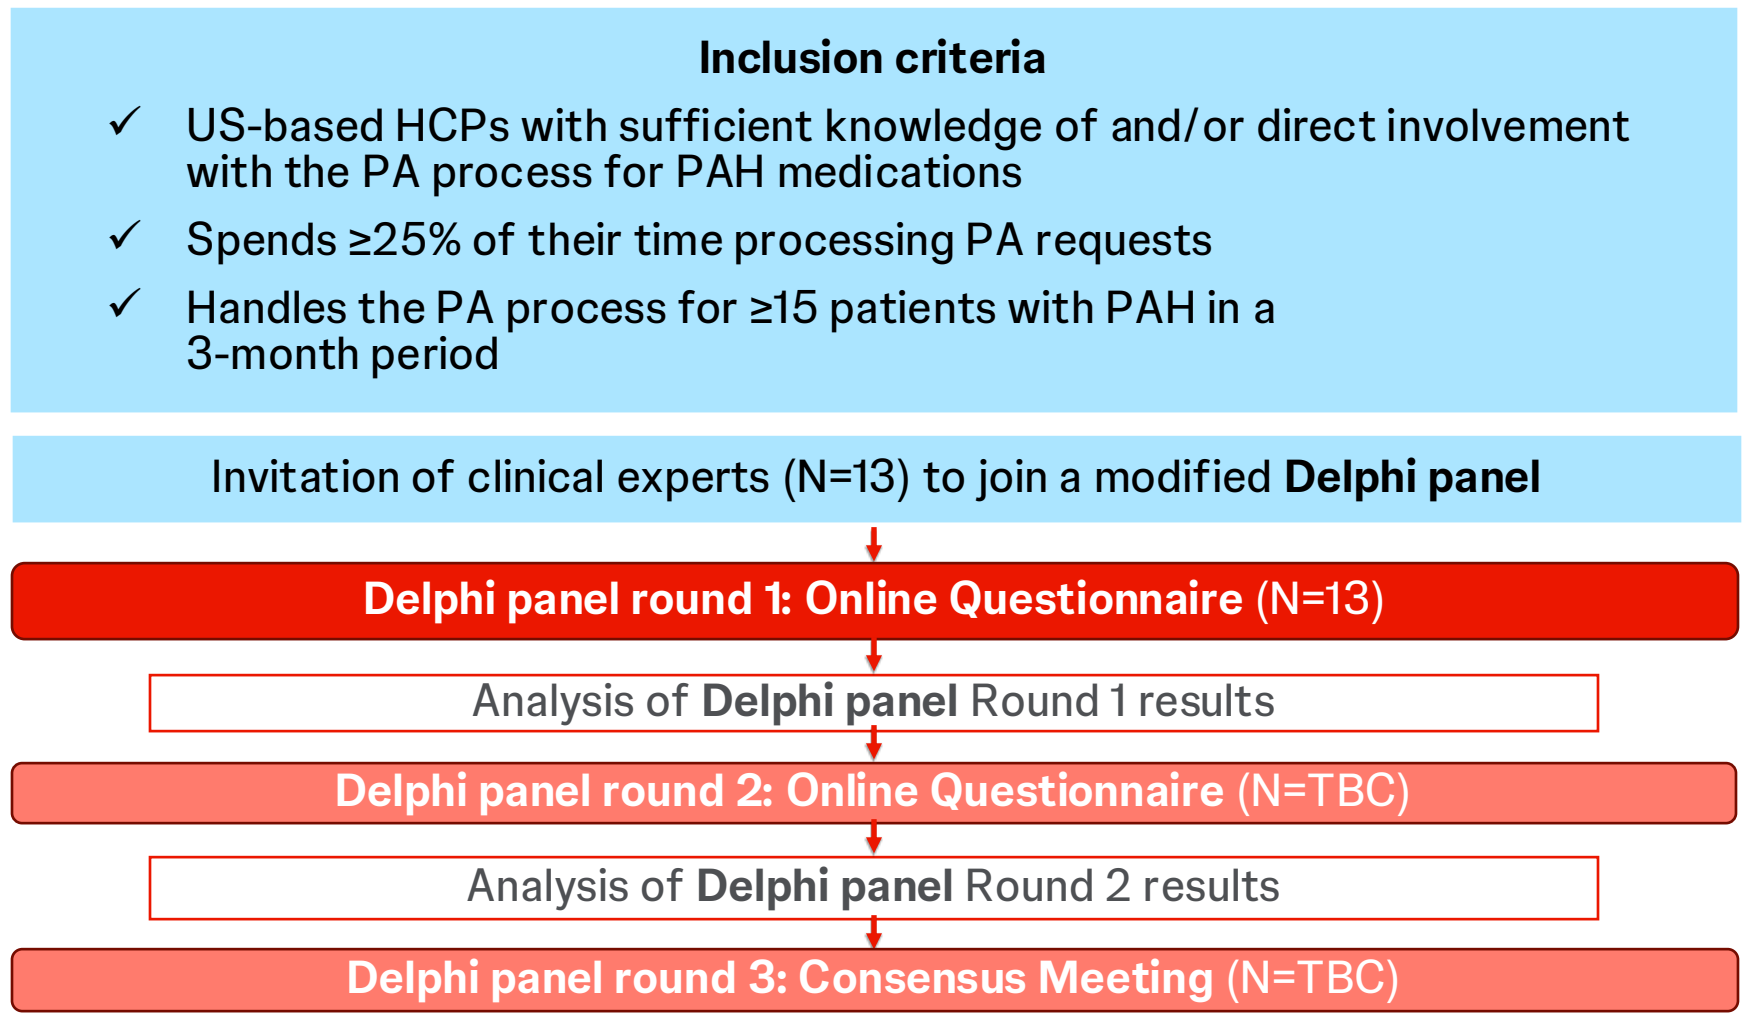 Inclusion criteria
✓ US-based HCPs with sufficient knowledge of and/or direct involvement
with the PA process for PAH medications
✓ Spends ≥25% of their time processing PA requests
✓ Handles the PA process for ≥15 patients with PAH in a
3-month period
Invitation of clinical experts (N=13) to join a modified Delphi panel
Delphi panel round 1: Online Questionnaire (N=13)
Analysis of Delphi panel Round 1 results
Delphi panel round 2: Online Questionnaire (N=TBC)
Analysis of Delphi panel Round 2 results
Delphi panel round 3: Consensus Meeting (N=TBC)